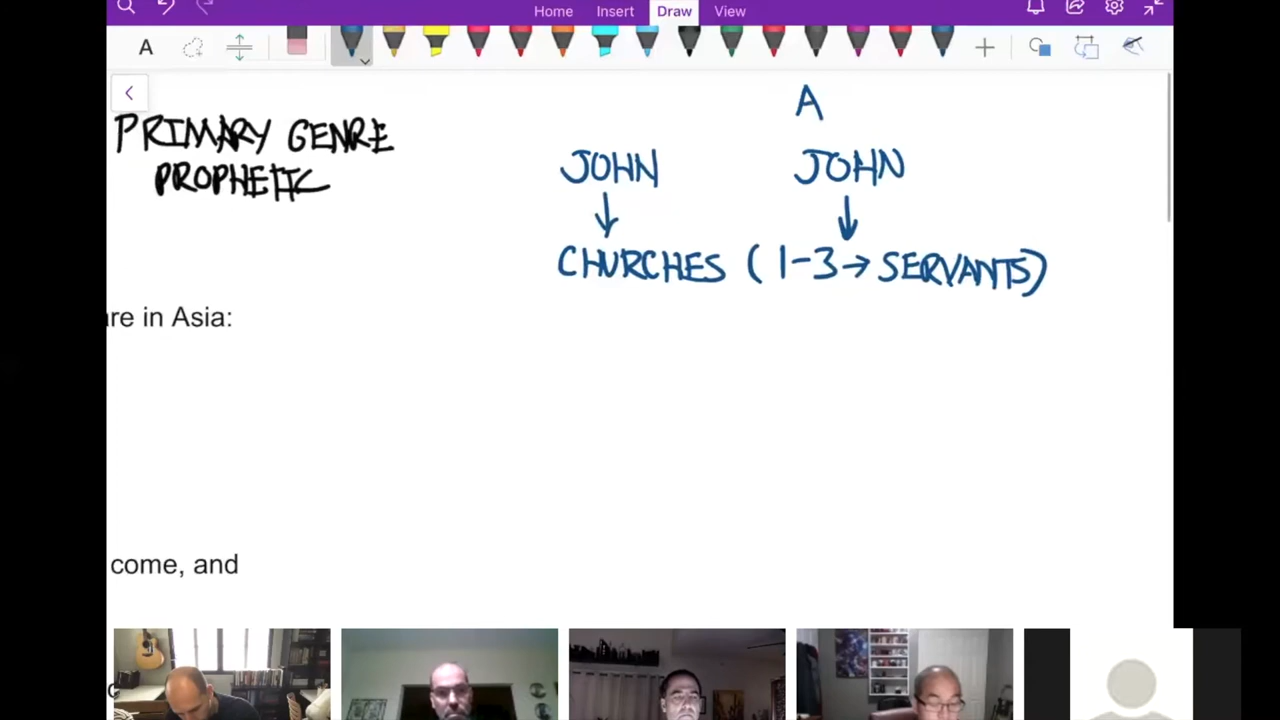 Home Insert Draw View
A
A
PRIMARY GENRE
PROPHETIC
JOHN JOHN
CHURCHES (1-3→SERVANTS)
are in Asia:
come, and